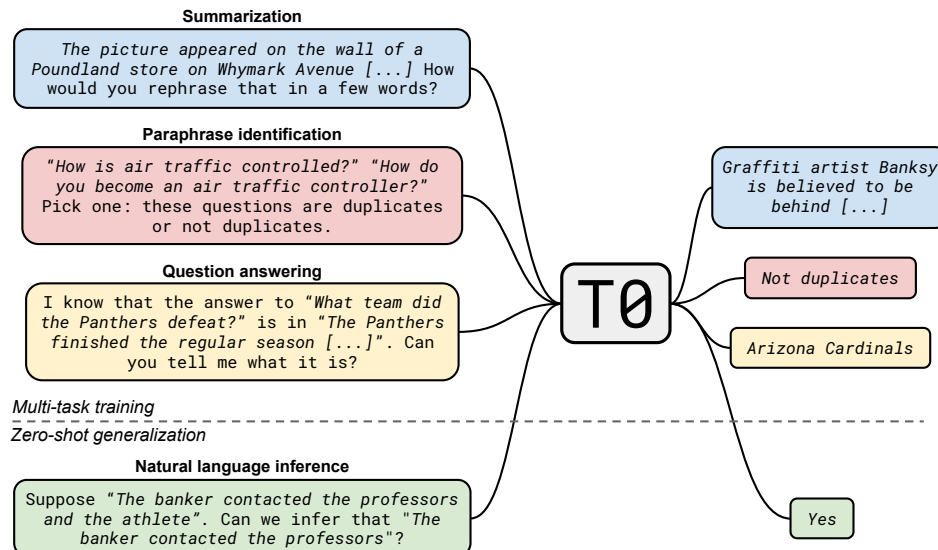 Summarization
The picture appeared on the wall of a
Poundland store on Whymark Avenue [...] How
would you rephrase that in a few words?
Paraphrase identification
“How is air traffic controlled?” “How do
you become an air traffic controller?”
Pick one: these questions are duplicates
or not duplicates.
Question answering
I know that the answer to “What team did
the Panthers defeat?” is in “The Panthers
finished the regular season [...]”. Can
you tell me what it is?
Multi-task training
Zero-shot generalization
Natural language inference
Suppose “The banker contacted the professors
and the athlete”. Can we infer that "The
banker contacted the professors"?
T0
Graffiti artist Banksy
is believed to be
behind [...]
Not duplicates
Arizona Cardinals
Yes